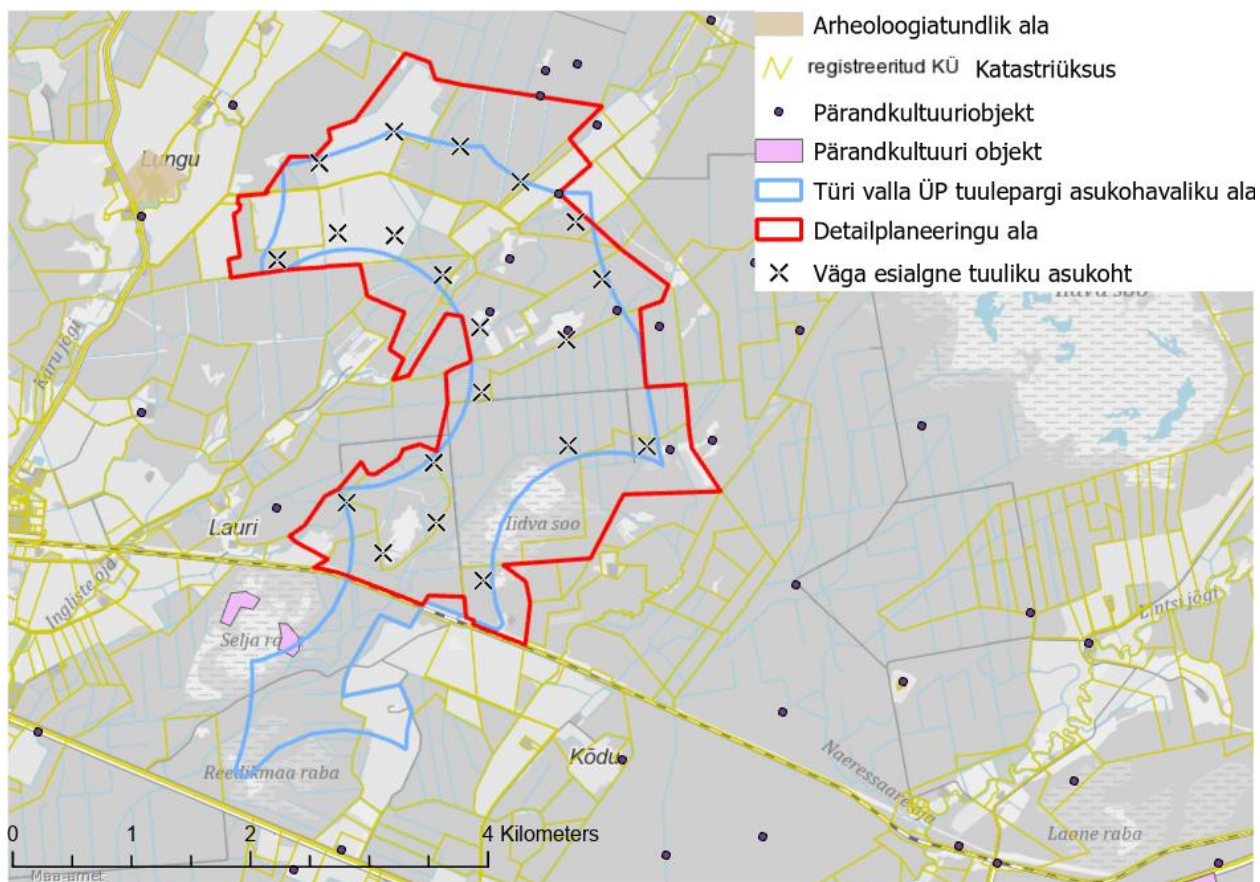 Arheoloogiatundlik ala
registreeritud KÜ Katastriüksus
Pärandkultuuriobjekt
Pärandkultuuri objekt
Türi valla ÜP tuulepargi asukohavaliku ala
Detailplaneeringu ala
Väga esialgne tuuliku asukoht
Lungu
Iidva soo
Käru jõgi
Lauri
Iidva soo
Ingliste oja
Selja ra
Lintsi jõgi
Reedikmaa raba
Kõdu
Naeressaare oja
Laane raba
0 1 2 4 Kilometers
Maa-amet